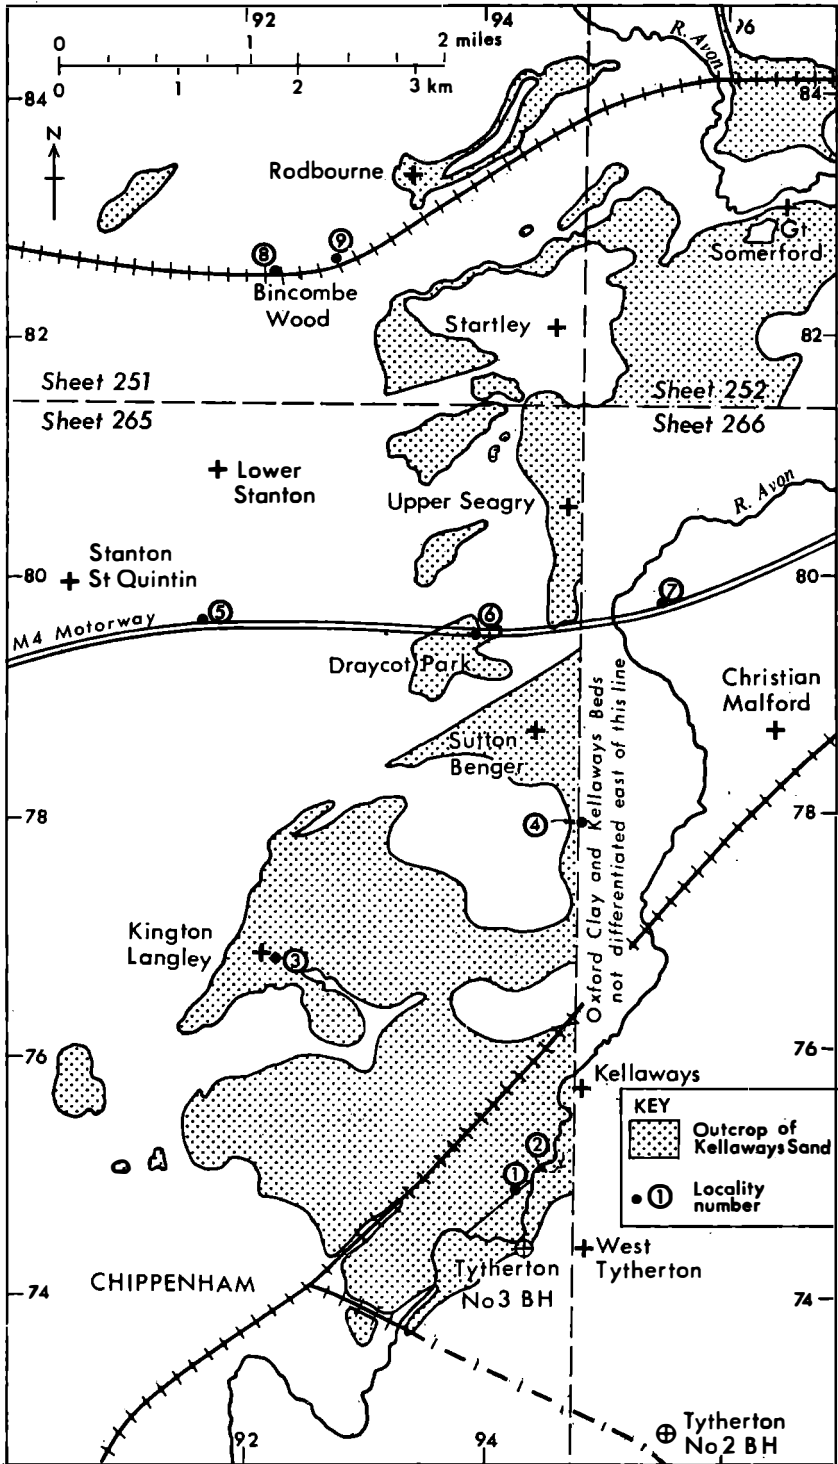 92
94
96
0
1
2 miles
0
1
2
3 km
R. Avon
84
84
N
Rodbourne
Gt
Somerford
8
9
Bincombe
Wood
Startley
82
82
Sheet 251
Sheet 252
Sheet 265
Sheet 266
Lower
Stanton
Upper Seagry
R. Avon
Stanton
St Quintin
80
80
5
6
7
M4 Motorway
Draycot Park
Christian
Malford
Sutton
Benger
Oxford Clay and Kellaways Beds
not differentiated east of this line
78
78
4
Kington
Langley
3
76
76
Kellaways
KEY
Outcrop of
Kellaways Sand
1
Locality
number
2
1
West
Tytherton
Tytherton
No 3 BH
CHIPPENHAM
74
74
92
94
Tytherton
No 2 BH